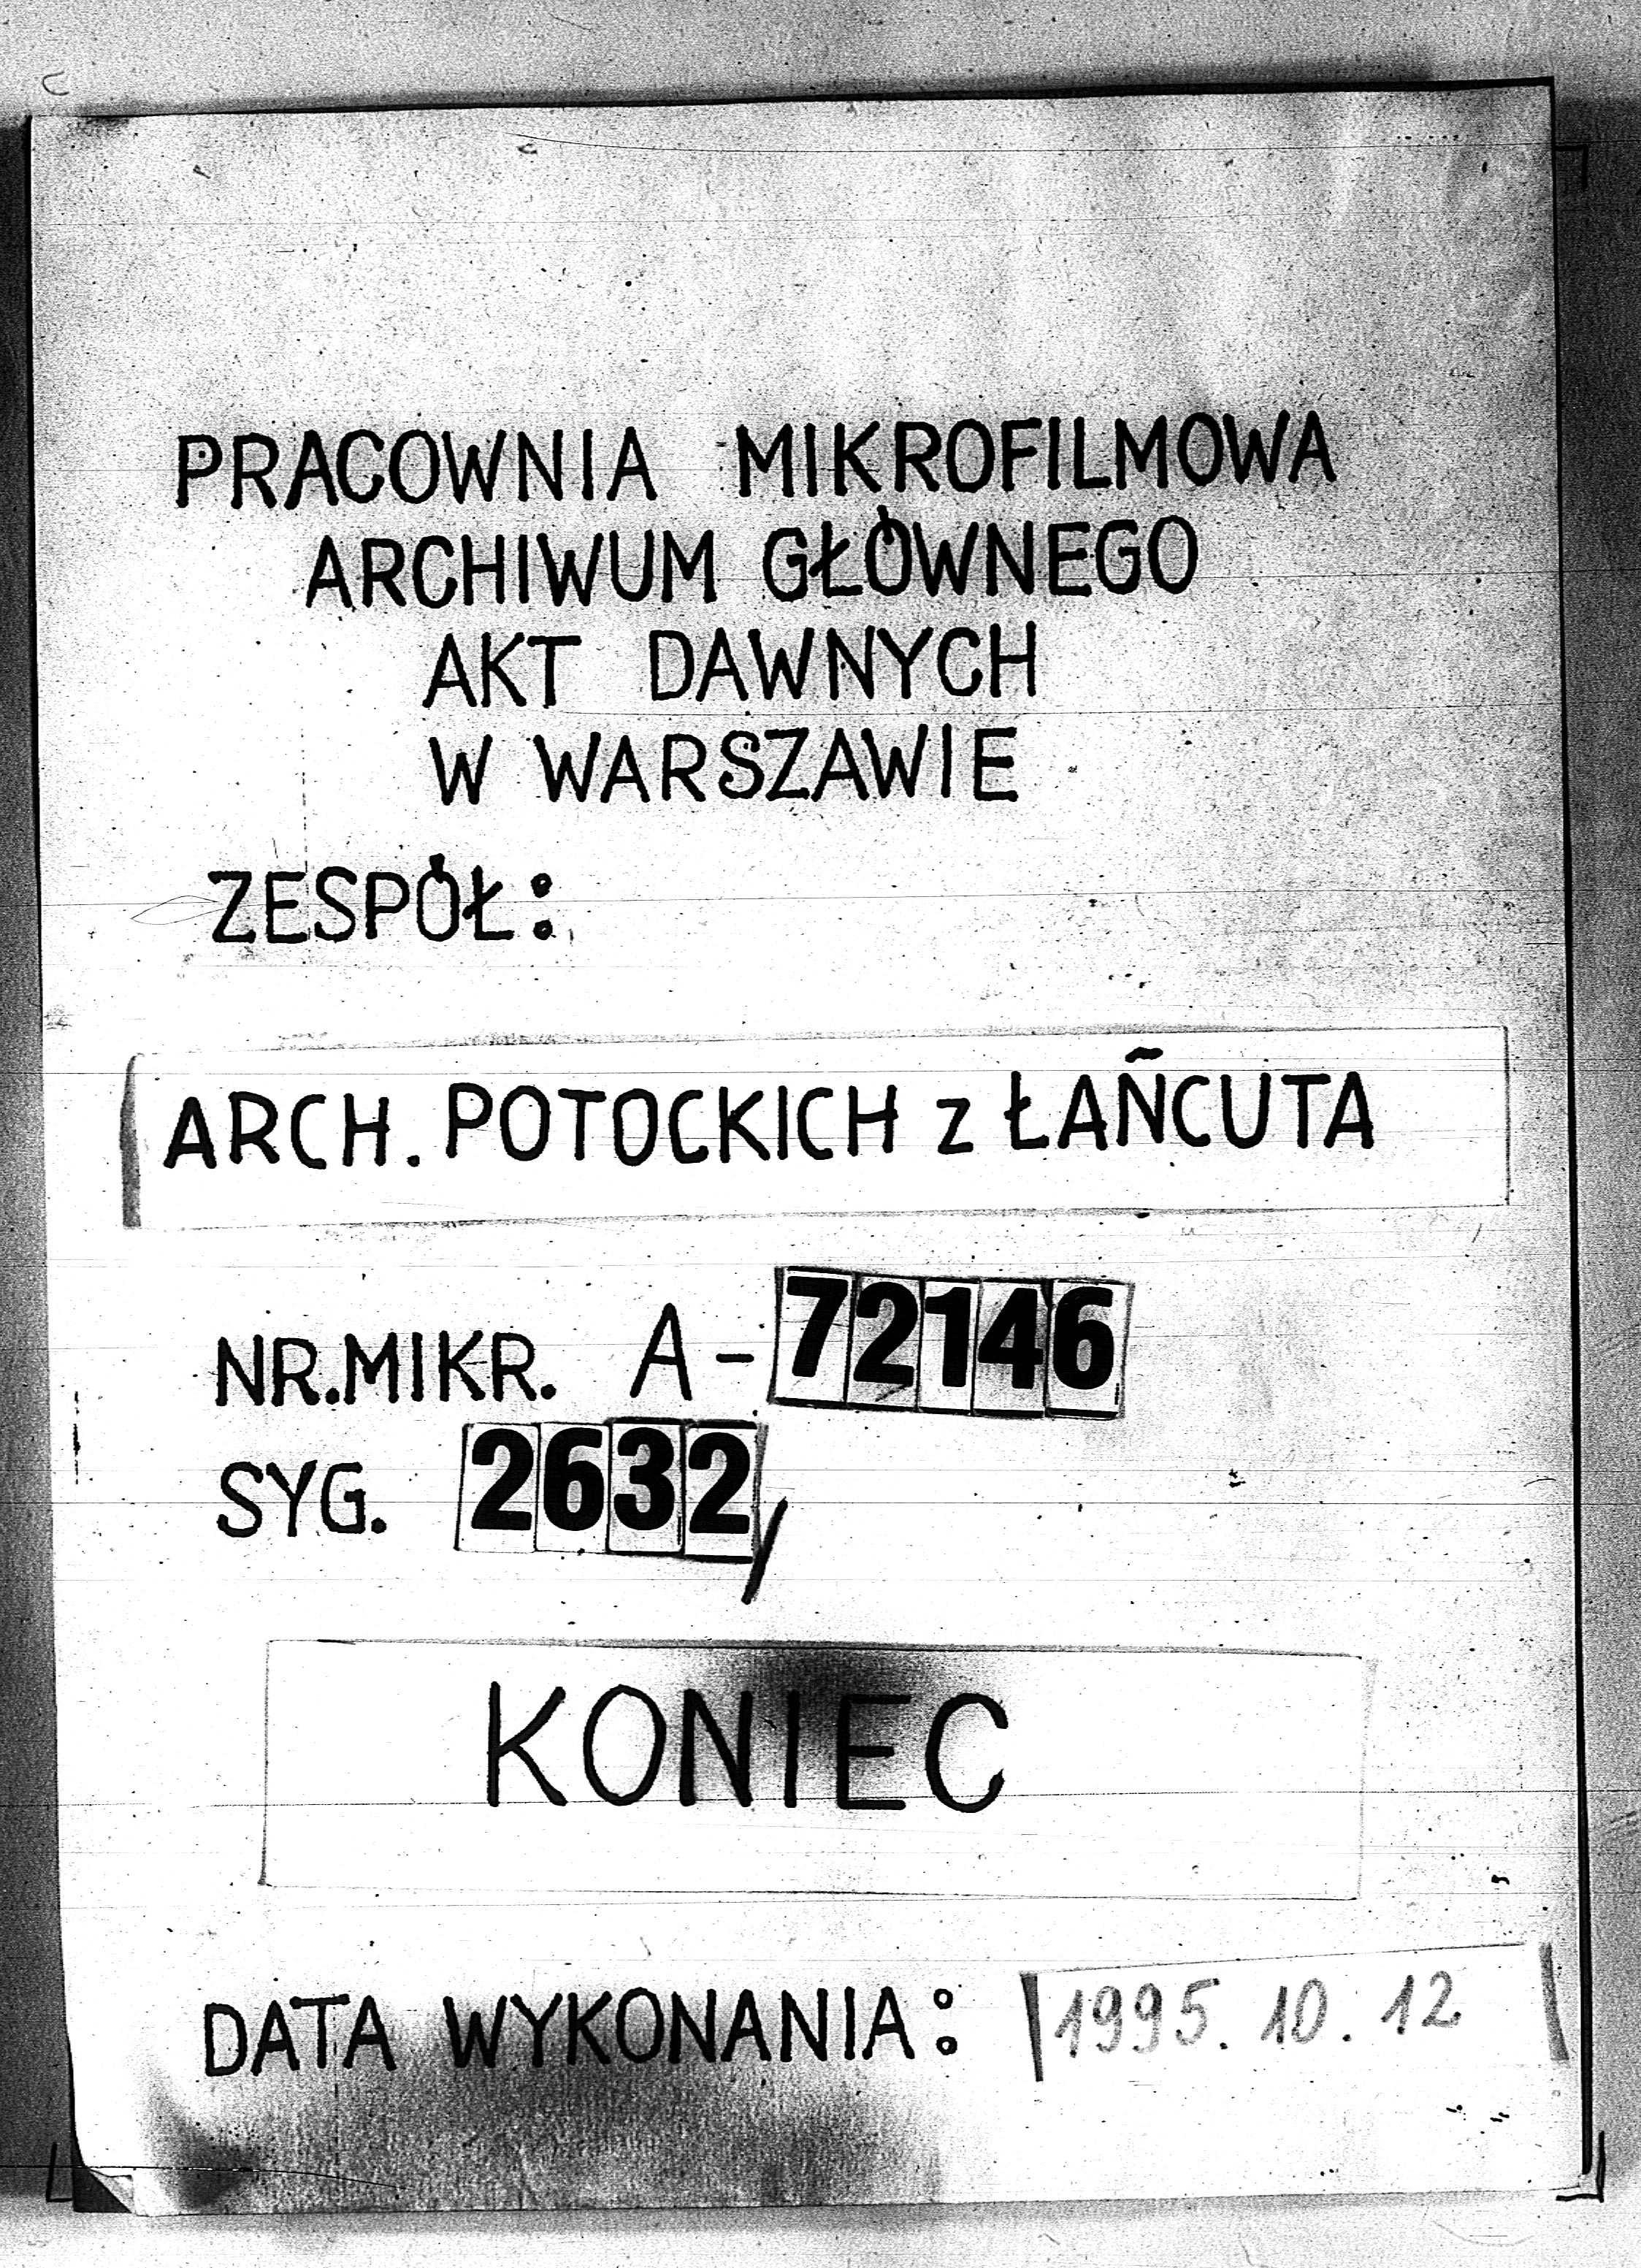 PRACOWNIA MIKROFILMOWA
ARCHIWUM GŁÓWNEGO
AKT DAWNYCH
W WARSZAWIE
ZESPÓŁ:
ARCH. POTOCKICH z ŁAŃCUTA
NR.MIKR. A-72146
SYG. 2632/
KONIEC
DATA WYKONANIA: 1995.10.12